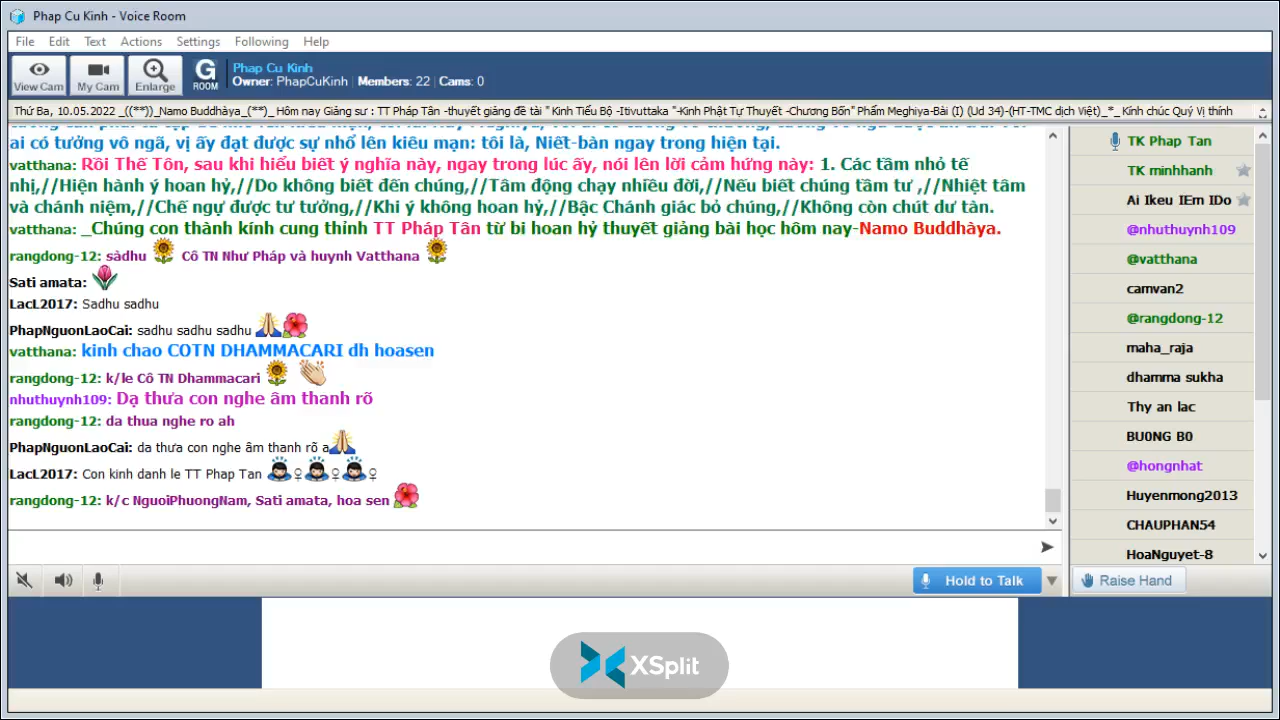 Phap Cu Kinh - Voice Room
File Edit Text Actions Settings Following Help
View Cam My Cam Enlarge G ROOM
Phap Cu Kinh
Owner: PhapCuKinh | Members: 22 | Cams: 0
Thứ Ba, 10.05.2022 _((**))_Namo Buddhàya_(**)_ Hôm nay Giảng sư : TT Pháp Tân -thuyết giảng đề tài " Kinh Tiểu Bộ -Itivuttaka "-Kinh Phật Tự Thuyết -Chương Bốn" Phẩm Meghiya-Bài (I) (Ud 34)-(HT-TMC dịch Việt)_*_ Kính chúc Quý Vị thính
ai có tưởng vô ngã, vị ấy đạt được sự nhổ lên kiêu mạn: tôi là, Niết-bàn ngay trong hiện tại.
vatthana: Rồi Thế Tôn, sau khi hiểu biết ý nghĩa này, ngay trong lúc ấy, nói lên lời cảm hứng này: 1. Các tầm nhỏ tế
nhị,//Hiện hành ý hoan hỷ,//Do không biết đến chúng,//Tâm động chạy nhiều đời,//Nếu biết chúng tầm tư ,//Nhiệt tâm
và chánh niệm,//Chế ngự được tư tưởng,//Khi ý không hoan hỷ,//Bậc Chánh giác bỏ chúng,//Không còn chút dư tàn.
vatthana: _Chúng con thành kính cung thỉnh TT Pháp Tân từ bi hoan hỷ thuyết giảng bài học hôm nay-Namo Buddhàya.
rangdong-12: sàdhu Cô TN Như Pháp và huynh Vatthana
Sati amata:
LacL2017: Sadhu sadhu
PhapNguonLaoCai: sadhu sadhu sadhu
vatthana: kinh chao COTN DHAMMACARI dh hoasen
rangdong-12: k/le Cô TN Dhammacari
nhuthuynh109: Dạ thưa con nghe âm thanh rõ
rangdong-12: da thua nghe ro ah
PhapNguonLaoCai: da thưa con nghe âm thanh rõ a
LacL2017: Con kinh danh le TT Phap Tan
rangdong-12: k/c NguoiPhuongNam, Sati amata, hoa sen
Hold to Talk
TK Phap Tan
TK minhhanh
Ai Ikeu IEm IDo
@nhuthuynh109
@vatthana
camvan2
@rangdong-12
maha_raja
dhamma sukha
Thy an lac
BU0NG B0
@hongnhat
Huyenmong2013
CHAUPHAN54
HoaNguyet-8
Raise Hand
XSplit